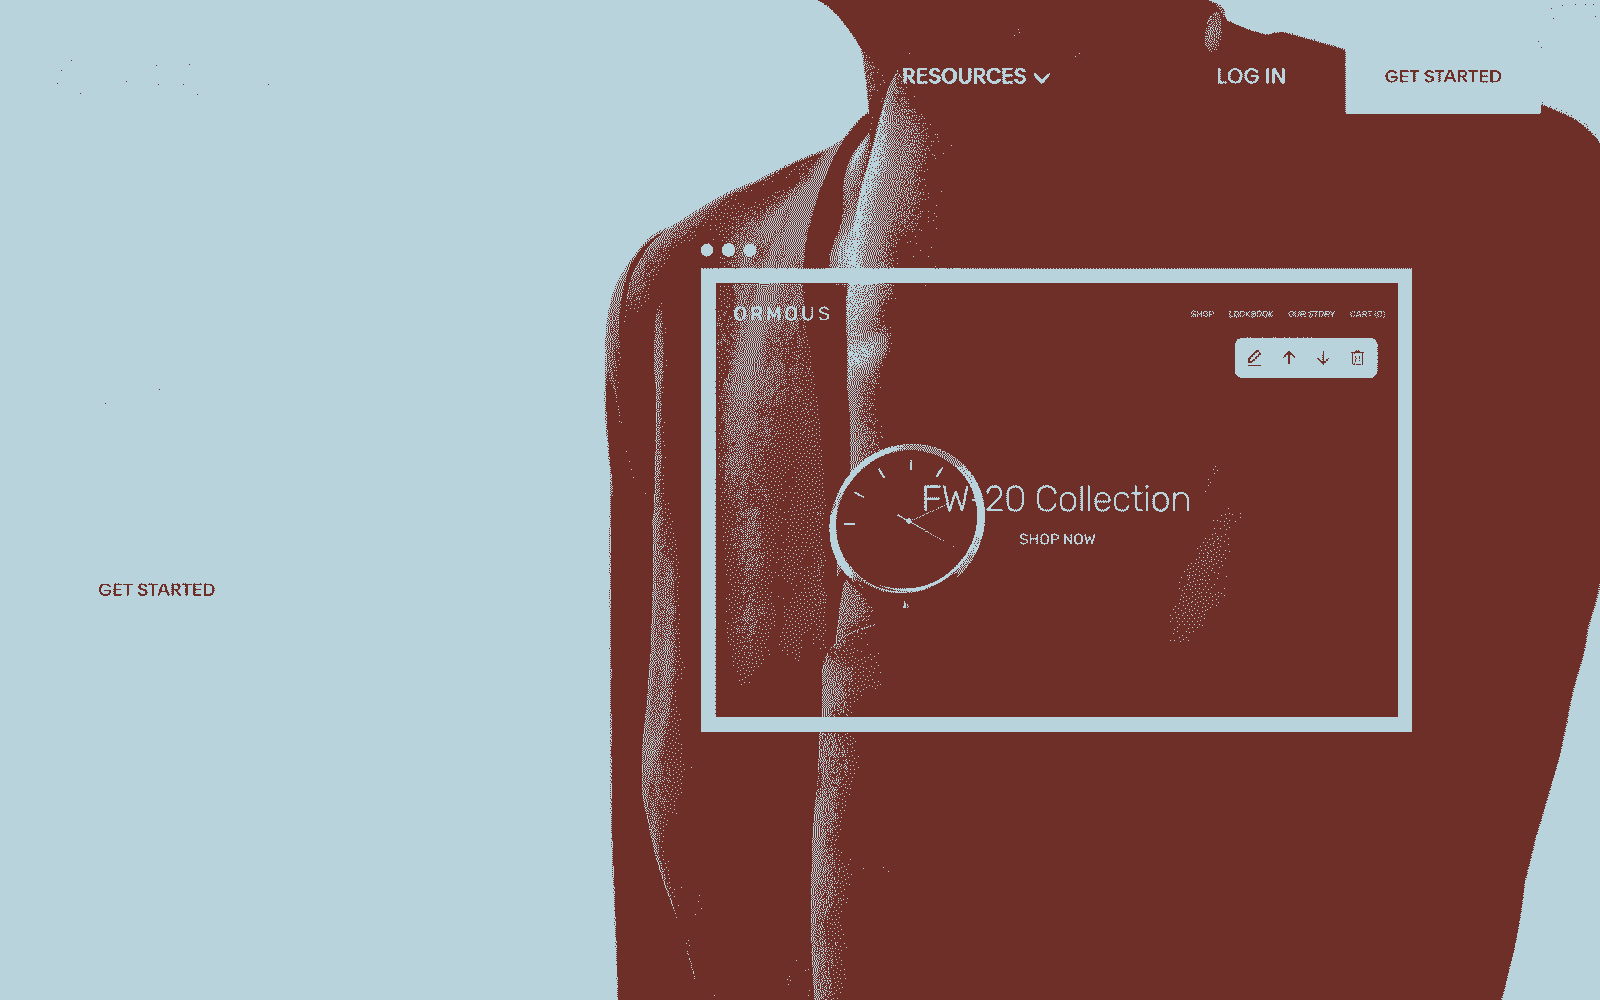 RESOURCES
LOG IN
GET STARTED
ORMOUS
SHOP
LOOKBOOK
OUR STORY
CART (0)
FW-20 Collection
SHOP NOW
GET STARTED